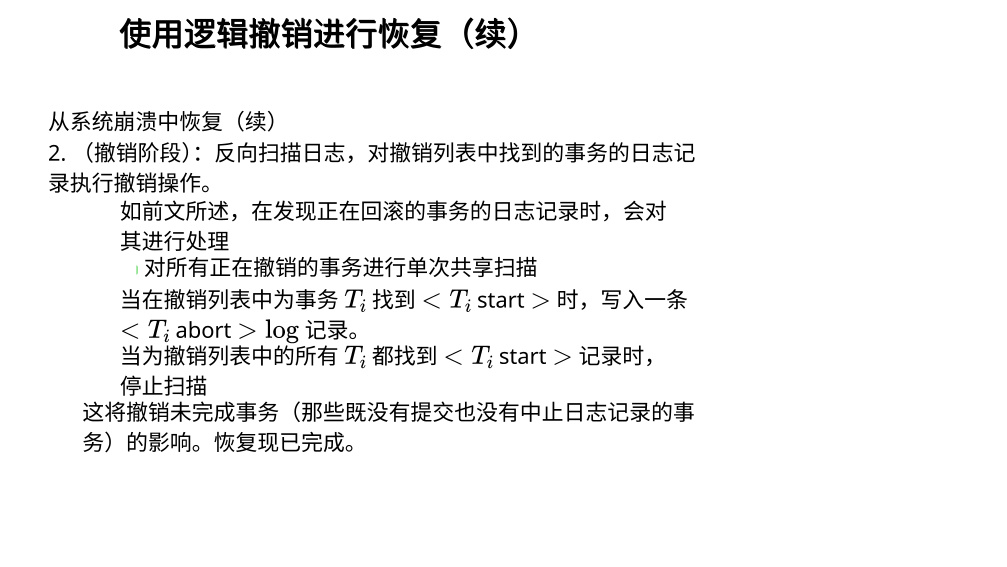 使用逻辑撤销进行恢复（续）
从系统崩溃中恢复（续）
2. （撤销阶段）：反向扫描日志，对撤销列表中找到的事务的日志记
录执行撤销操作。
如前文所述，在发现正在回滚的事务的日志记录时，会对
其进行处理
对所有正在撤销的事务进行单次共享扫描
当在撤销列表中为事务 Ti 找到 < Ti start > 时，写入一条
< Ti abort > log 记录。
当为撤销列表中的所有 Ti 都找到 < Ti start > 记录时，
停止扫描
这将撤销未完成事务（那些既没有提交也没有中止日志记录的事
务）的影响。恢复现已完成。